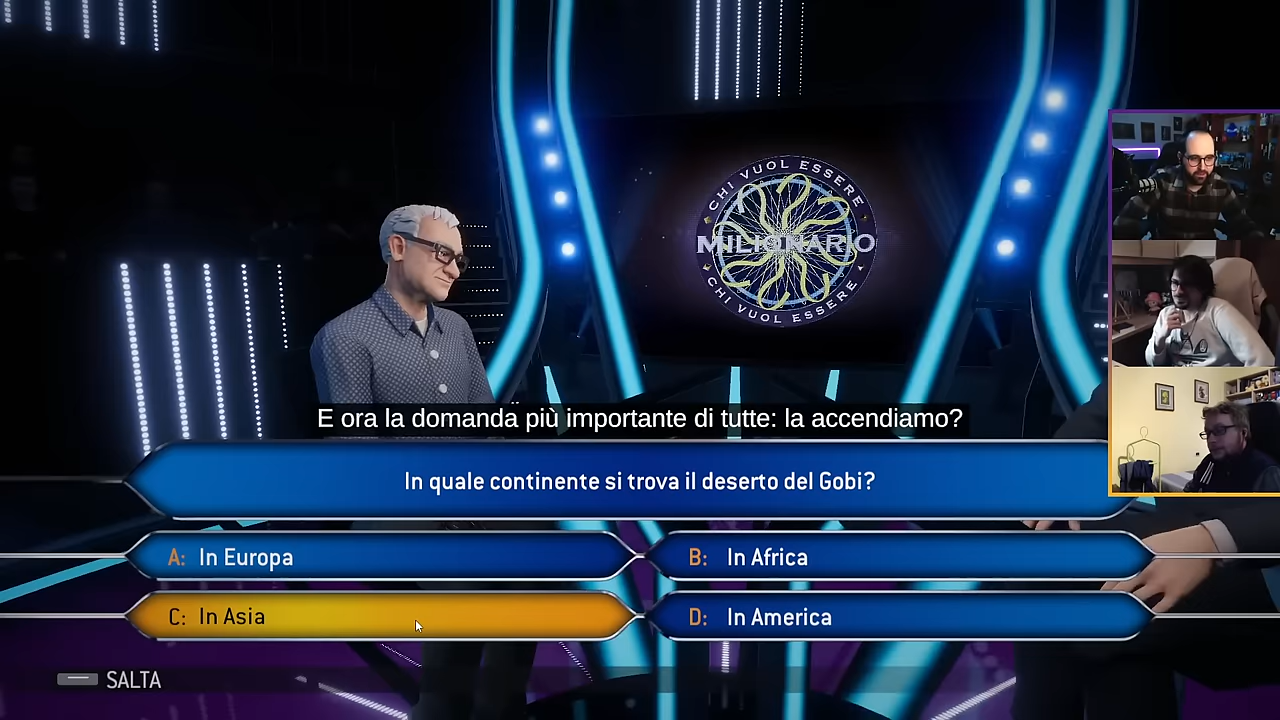 CHI VUOL ESSERE
MILIONARIO
CHI VUOL ESSERE
E ora la domanda più importante di tutte: la accendiamo?
In quale continente si trova il deserto del Gobi?
A: In Europa
B: In Africa
C: In Asia
D: In America
SALTA